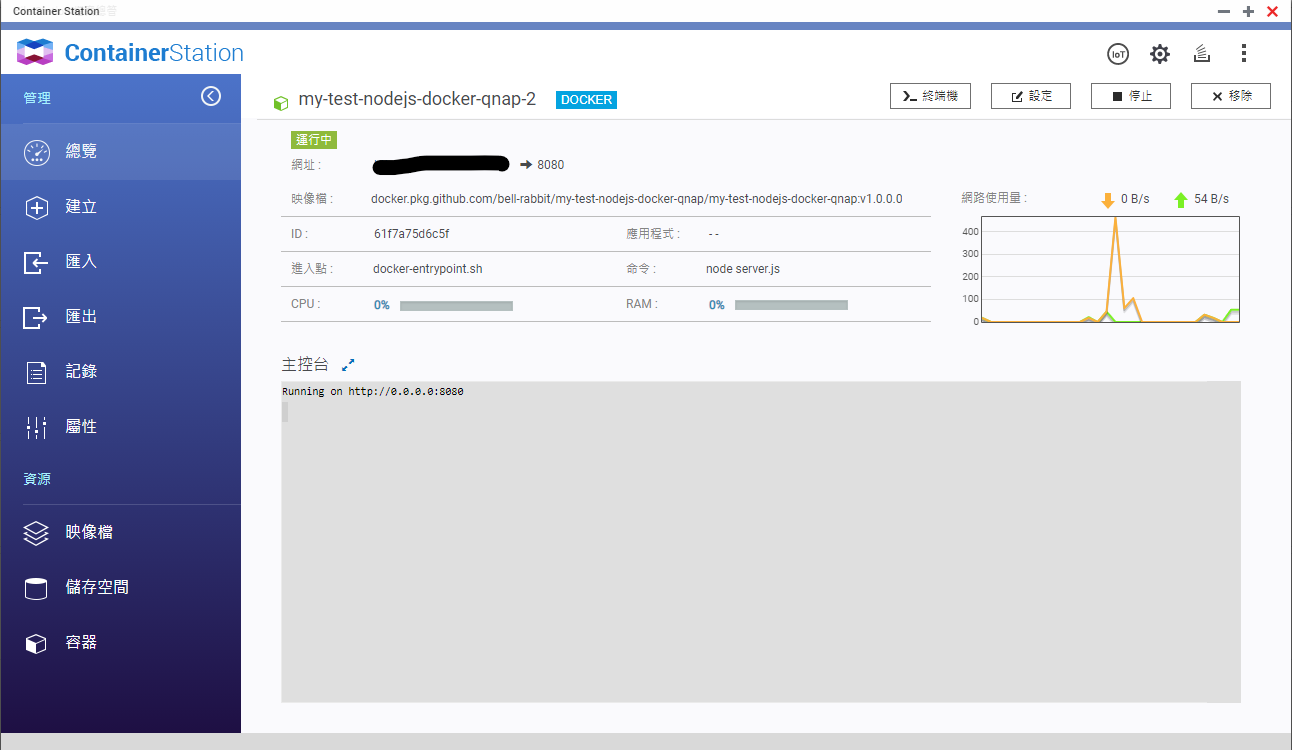 Container Station
ContainerStation
IoT
管理
總覽
建立
匯入
匯出
記錄
屬性
資源
映像檔
儲存空間
容器
my-test-nodejs-docker-qnap-2 DOCKER
終端機 設定 停止 移除
運行中
網址 : 8080
映像檔 : docker.pkg.github.com/bell-rabbit/my-test-nodejs-docker-qnap/my-test-nodejs-docker-qnap:v1.0.0.0
ID : 61f7a75d6c5f 應用程式 : --
進入點 : docker-entrypoint.sh 命令 : node server.js
CPU : 0% RAM : 0%
網路使用量 : 0 B/s 54 B/s
400
300
200
100
0
主控台
Running on http://0.0.0.0:8080